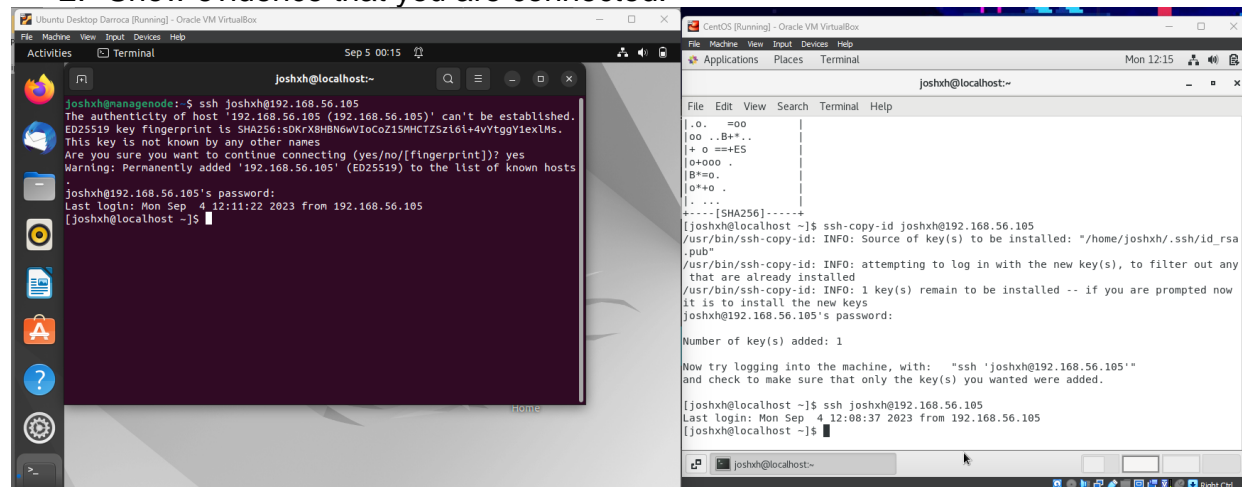 2. Show evidence that you are connected.
Ubuntu Desktop Darroca [Running] - Oracle VM VirtualBox
File Machine View Input Devices Help
Activities Terminal Sep 5 00:15
joshxh@localhost:~
joshxh@managenode:~$ ssh joshxh@192.168.56.105
The authenticity of host '192.168.56.105 (192.168.56.105)' can't be established.
ED25519 key fingerprint is SHA256:sDKrX8HBN6wVIoCoZ15MHCTZSzi6i+4vYtggY1exlMs.
This key is not known by any other names
Are you sure you want to continue connecting (yes/no/[fingerprint])? yes
Warning: Permanently added '192.168.56.105' (ED25519) to the list of known hosts
.
joshxh@192.168.56.105's password:
Last login: Mon Sep  4 12:11:22 2023 from 192.168.56.105
[joshxh@localhost ~]$
Home
CentOS [Running] - Oracle VM VirtualBox
File Machine View Input Devices Help
Applications Places Terminal Mon 12:15
joshxh@localhost:~
File Edit View Search Terminal Help
|.o.   =oo        |
|oo ..B+*..       |
|+ o ==+ES        |
|o+ooo .          |
|B*=o.            |
|o*+o .           |
|. ...            |
+----[SHA256]-----+
[joshxh@localhost ~]$ ssh-copy-id joshxh@192.168.56.105
/usr/bin/ssh-copy-id: INFO: Source of key(s) to be installed: "/home/joshxh/.ssh/id_rsa
.pub"
/usr/bin/ssh-copy-id: INFO: attempting to log in with the new key(s), to filter out any
 that are already installed
/usr/bin/ssh-copy-id: INFO: 1 key(s) remain to be installed -- if you are prompted now
it is to install the new keys
joshxh@192.168.56.105's password:
Number of key(s) added: 1
Now try logging into the machine, with:   "ssh 'joshxh@192.168.56.105'"
and check to make sure that only the key(s) you wanted were added.
[joshxh@localhost ~]$ ssh joshxh@192.168.56.105
Last login: Mon Sep  4 12:08:37 2023 from 192.168.56.105
[joshxh@localhost ~]$
joshxh@localhost:~
Right Ctrl